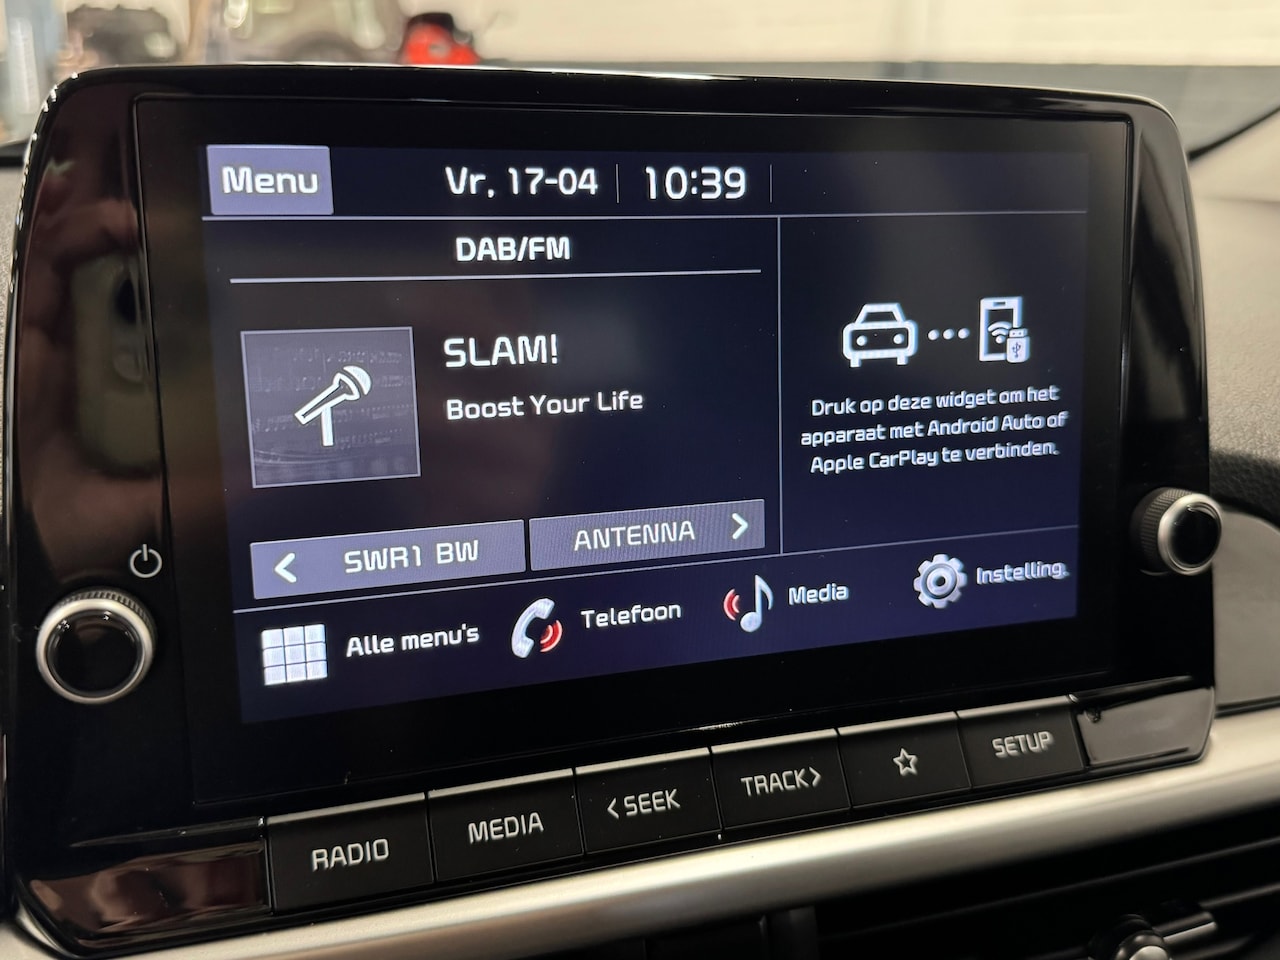 Menu
Vr, 17-04
10:39
DAB/FM
SLAM!
Boost Your Life
Druk op deze widget om het
apparaat met Android Auto of
Apple CarPlay te verbinden.
< SWR1 BW
ANTENNA >
Alle menu's
Telefoon
Media
Instelling.
RADIO
MEDIA
< SEEK
TRACK >
SETUP